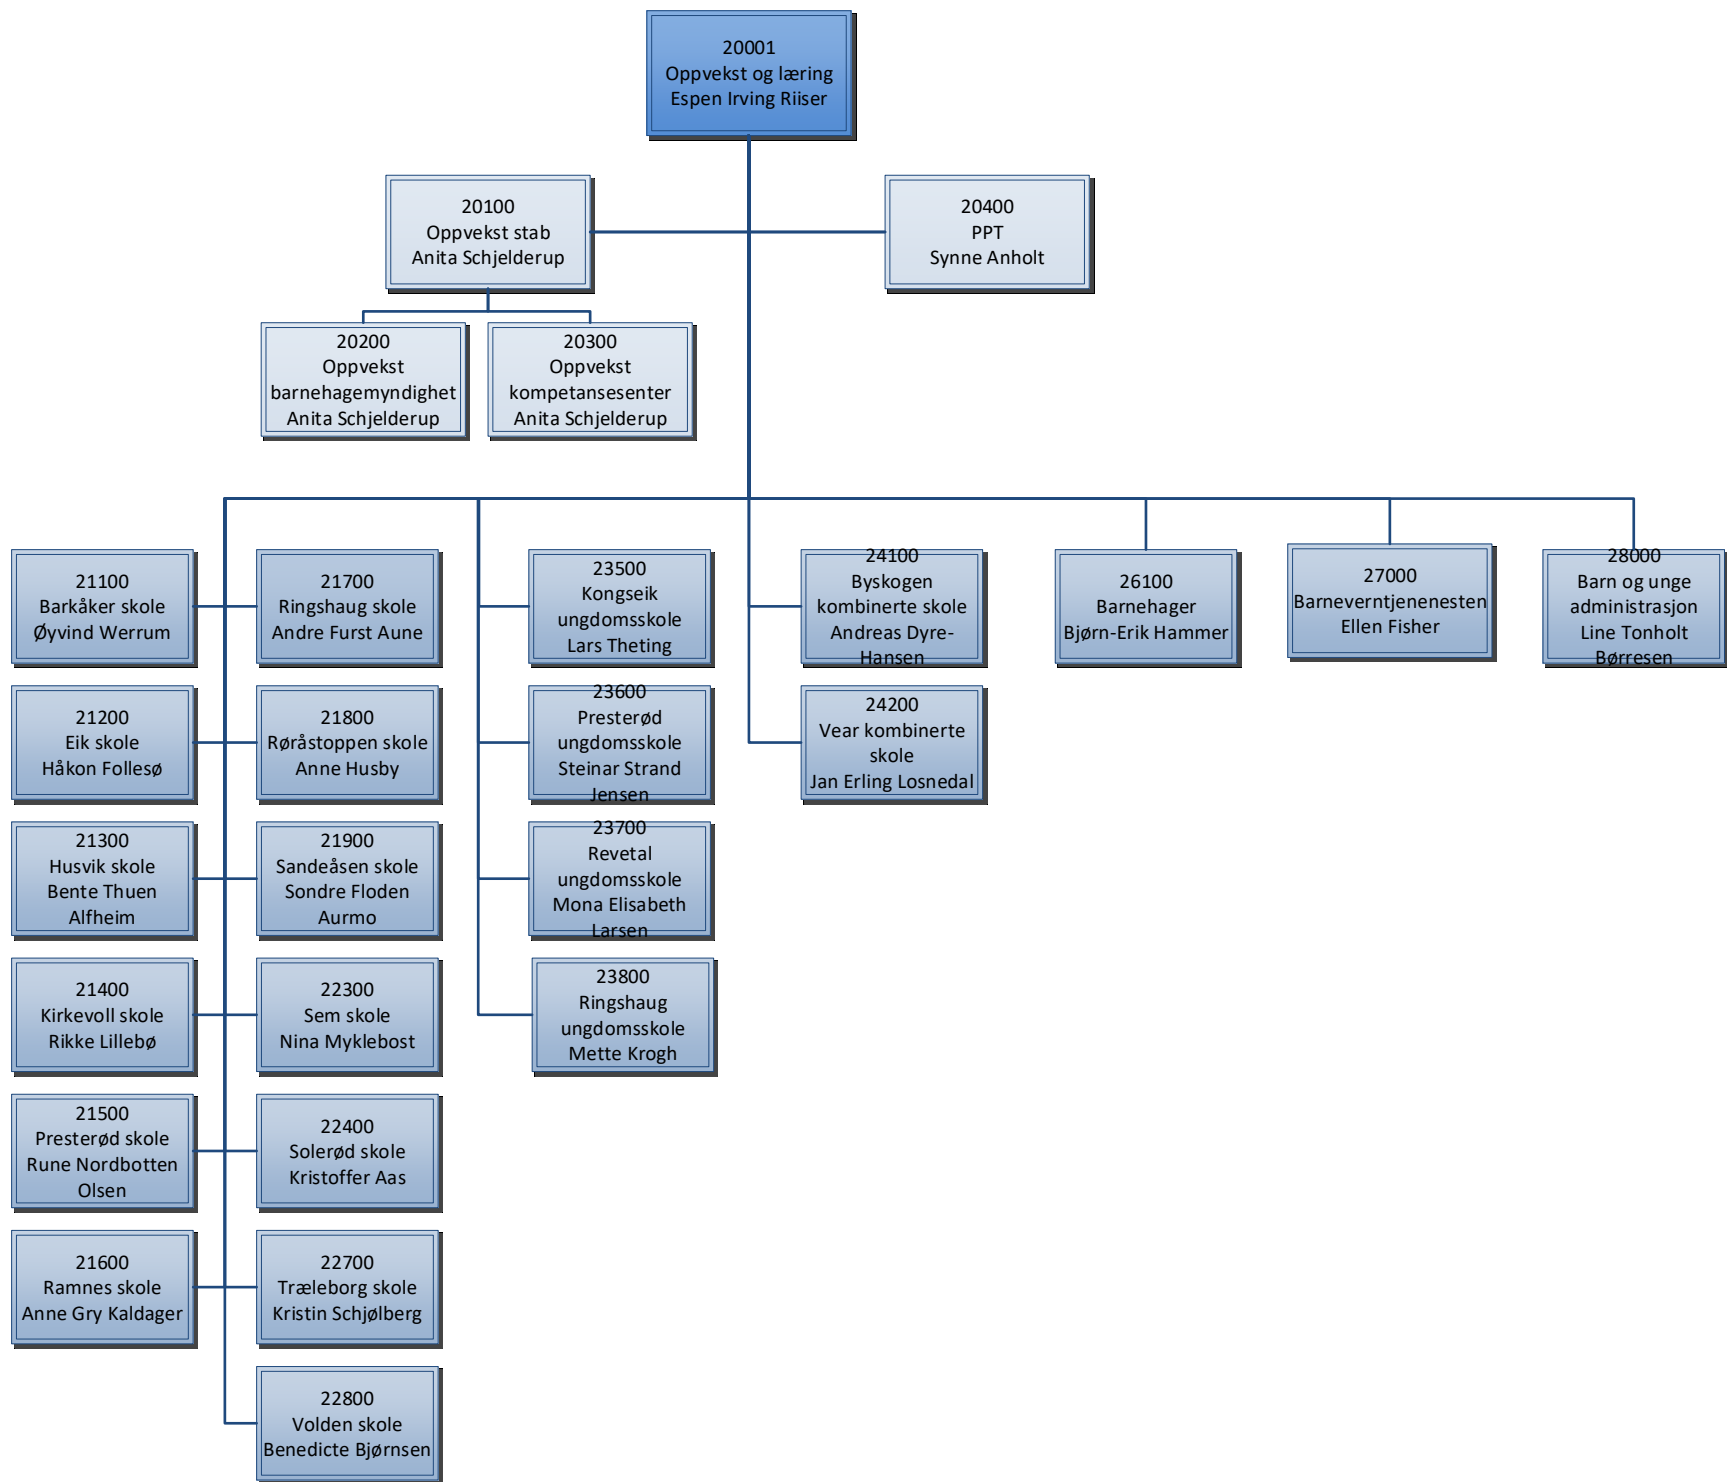 20001
Oppvekst og læring
Espen Irving Riiser
20100
Oppvekst stab
Anita Schjelderup
20400
PPT
Synne Anholt
20200
Oppvekst
barnehagemyndighet
Anita Schjelderup
20300
Oppvekst
kompetansesenter
Anita Schjelderup
21100
Barkåker skole
Øyvind Werrum
21700
Ringshaug skole
Andre Furst Aune
23500
Kongseik
ungdomsskole
Lars Theting
24100
Byskogen
kombinerte skole
Andreas Dyre-
Hansen
26100
Barnehager
Bjørn-Erik Hammer
27000
Barneverntjenenesten
Ellen Fisher
28000
Barn og unge
administrasjon
Line Tonholt
Børresen
21200
Eik skole
Håkon Follesø
21800
Røråstoppen skole
Anne Husby
23600
Presterød
ungdomsskole
Steinar Strand
Jensen
24200
Vear kombinerte
skole
Jan Erling Losnedal
21300
Husvik skole
Bente Thuen
Alfheim
21900
Sandeåsen skole
Sondre Floden
Aurmo
23700
Revetal
ungdomsskole
Mona Elisabeth
Larsen
21400
Kirkevoll skole
Rikke Lillebø
22300
Sem skole
Nina Myklebost
23800
Ringshaug
ungdomsskole
Mette Krogh
21500
Presterød skole
Rune Nordbotten
Olsen
22400
Solerød skole
Kristoffer Aas
21600
Ramnes skole
Anne Gry Kaldager
22700
Træleborg skole
Kristin Schjølberg
22800
Volden skole
Benedicte Bjørnsen